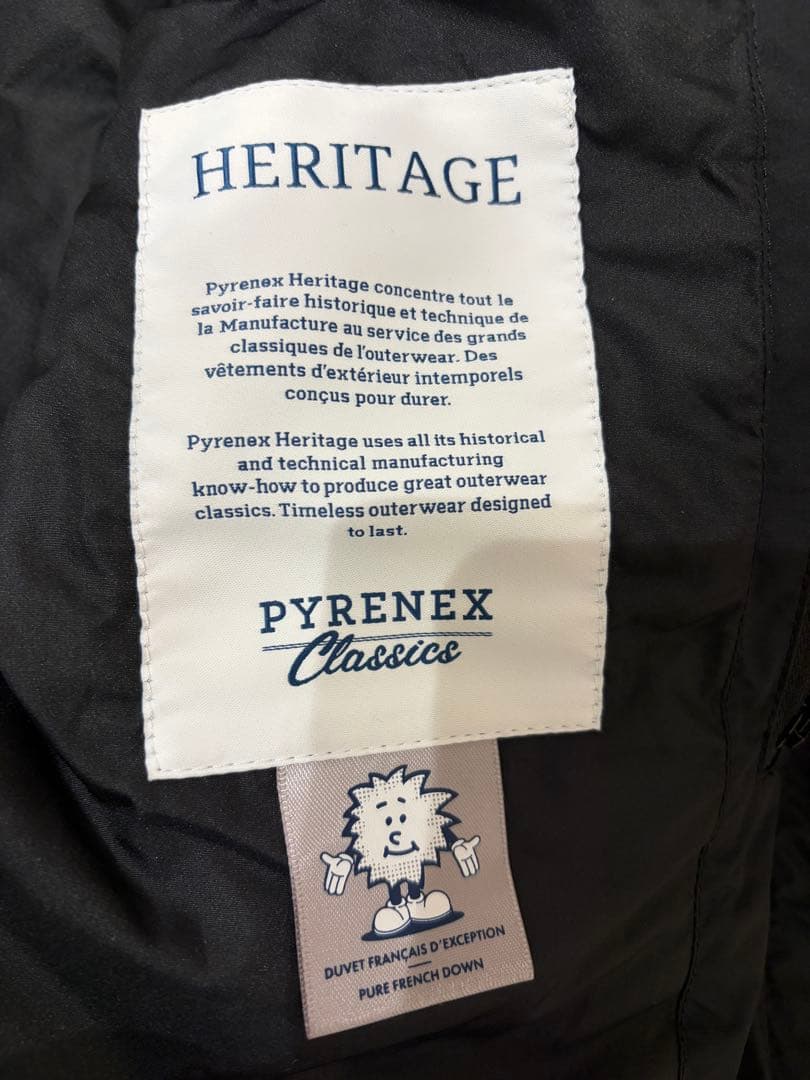 HERITAGE
Pyrenex Heritage concentre tout le
savoir-faire historique et technique de
la Manufacture au service des grands
classiques de l'outerwear. Des
vêtements d'extérieur intemporels
conçus pour durer.
Pyrenex Heritage uses all its historical
and technical manufacturing
know-how to produce great outerwear
classics. Timeless outerwear designed
to last.
PYRENEX
Classics
DUVET FRANÇAIS D'EXCEPTION
PURE FRENCH DOWN